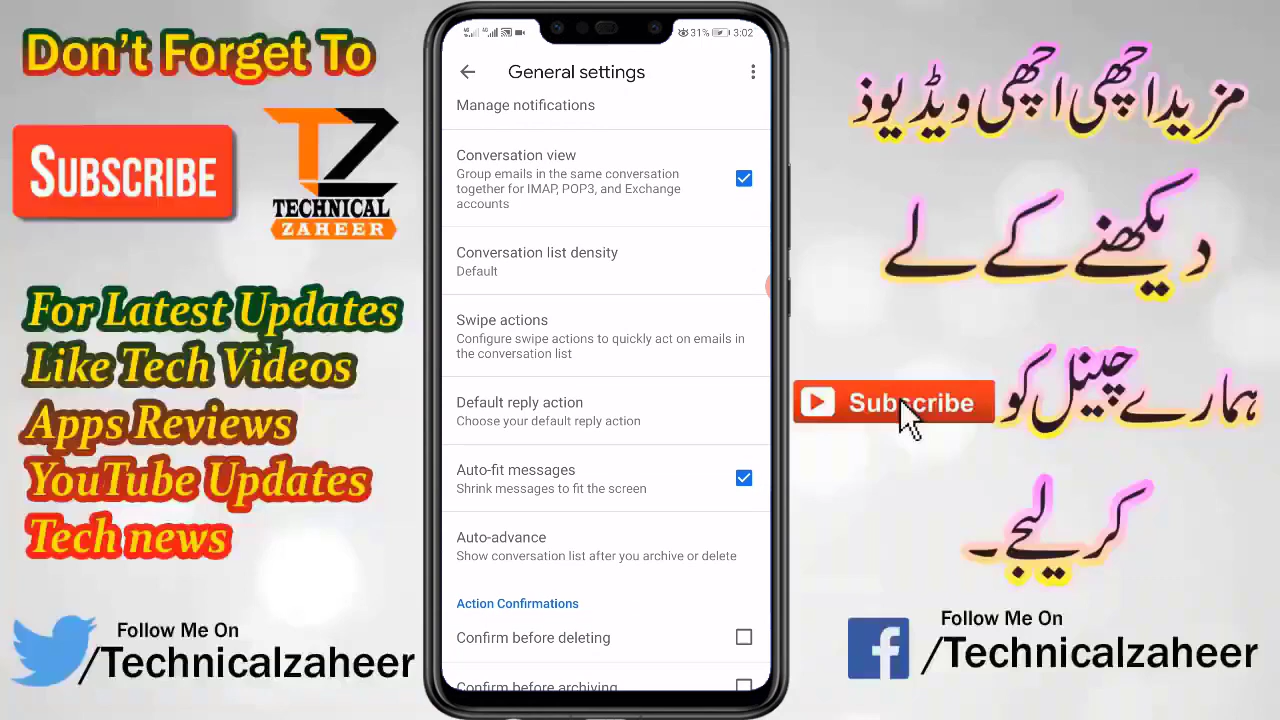 Don't Forget To
SUBSCRIBE
TZ
TECHNICAL
ZAHEER
For Latest Updates
Like Tech Videos
Apps Reviews
YouTube Updates
Tech news
Follow Me On
/Technicalzaheer
31% 3:02
General settings
Manage notifications
Conversation view
Group emails in the same conversation
together for IMAP, POP3, and Exchange
accounts
Conversation list density
Default
Swipe actions
Configure swipe actions to quickly act on emails in
the conversation list
Default reply action
Choose your default reply action
Auto-fit messages
Shrink messages to fit the screen
Auto-advance
Show conversation list after you archive or delete
Action Confirmations
Confirm before deleting
Confirm before archiving
مزید اچھی اچھی ویڈیوذ
دیکھنے کے لے
ہمارے چینل کو
Subscribe
کر لیجے۔
Follow Me On
f/Technicalzaheer